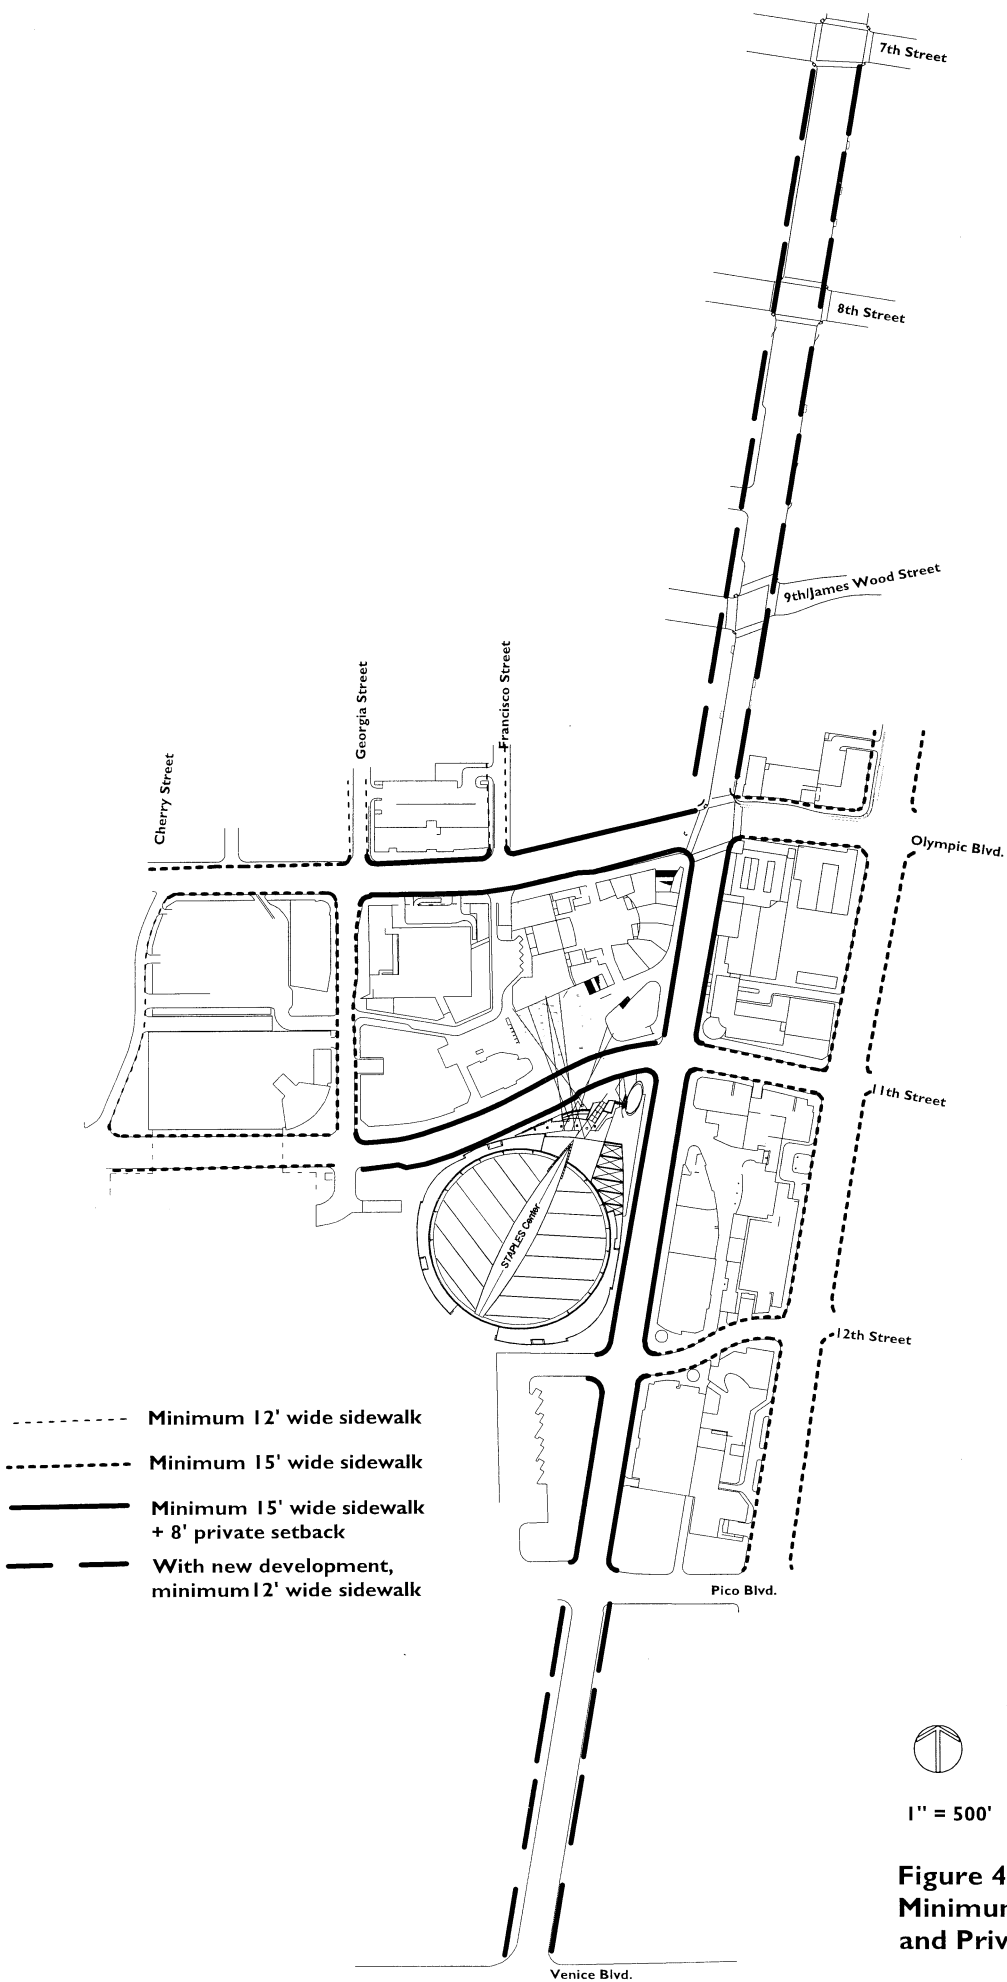 7th Street
8th Street
9th/James Wood Street
Francisco Street
Georgia Street
Cherry Street
Olympic Blvd.
11th Street
STAPLES Center
12th Street
Minimum 12' wide sidewalk
Minimum 15' wide sidewalk
Minimum 15' wide sidewalk
+ 8' private setback
With new development,
minimum12' wide sidewalk
Pico Blvd.
1" = 500'
Figure 4
Minimum
and Priv
Venice Blvd.